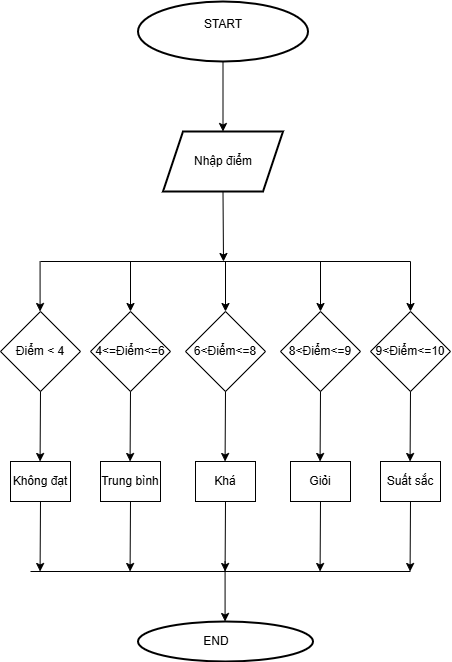 START
Nhập điểm
Điểm < 4
4<=Điểm<=6
6<Điểm<=8
8<Điểm<=9
9<Điểm<=10
Không đạt
Trung bình
Khá
Giỏi
Suất sắc
END